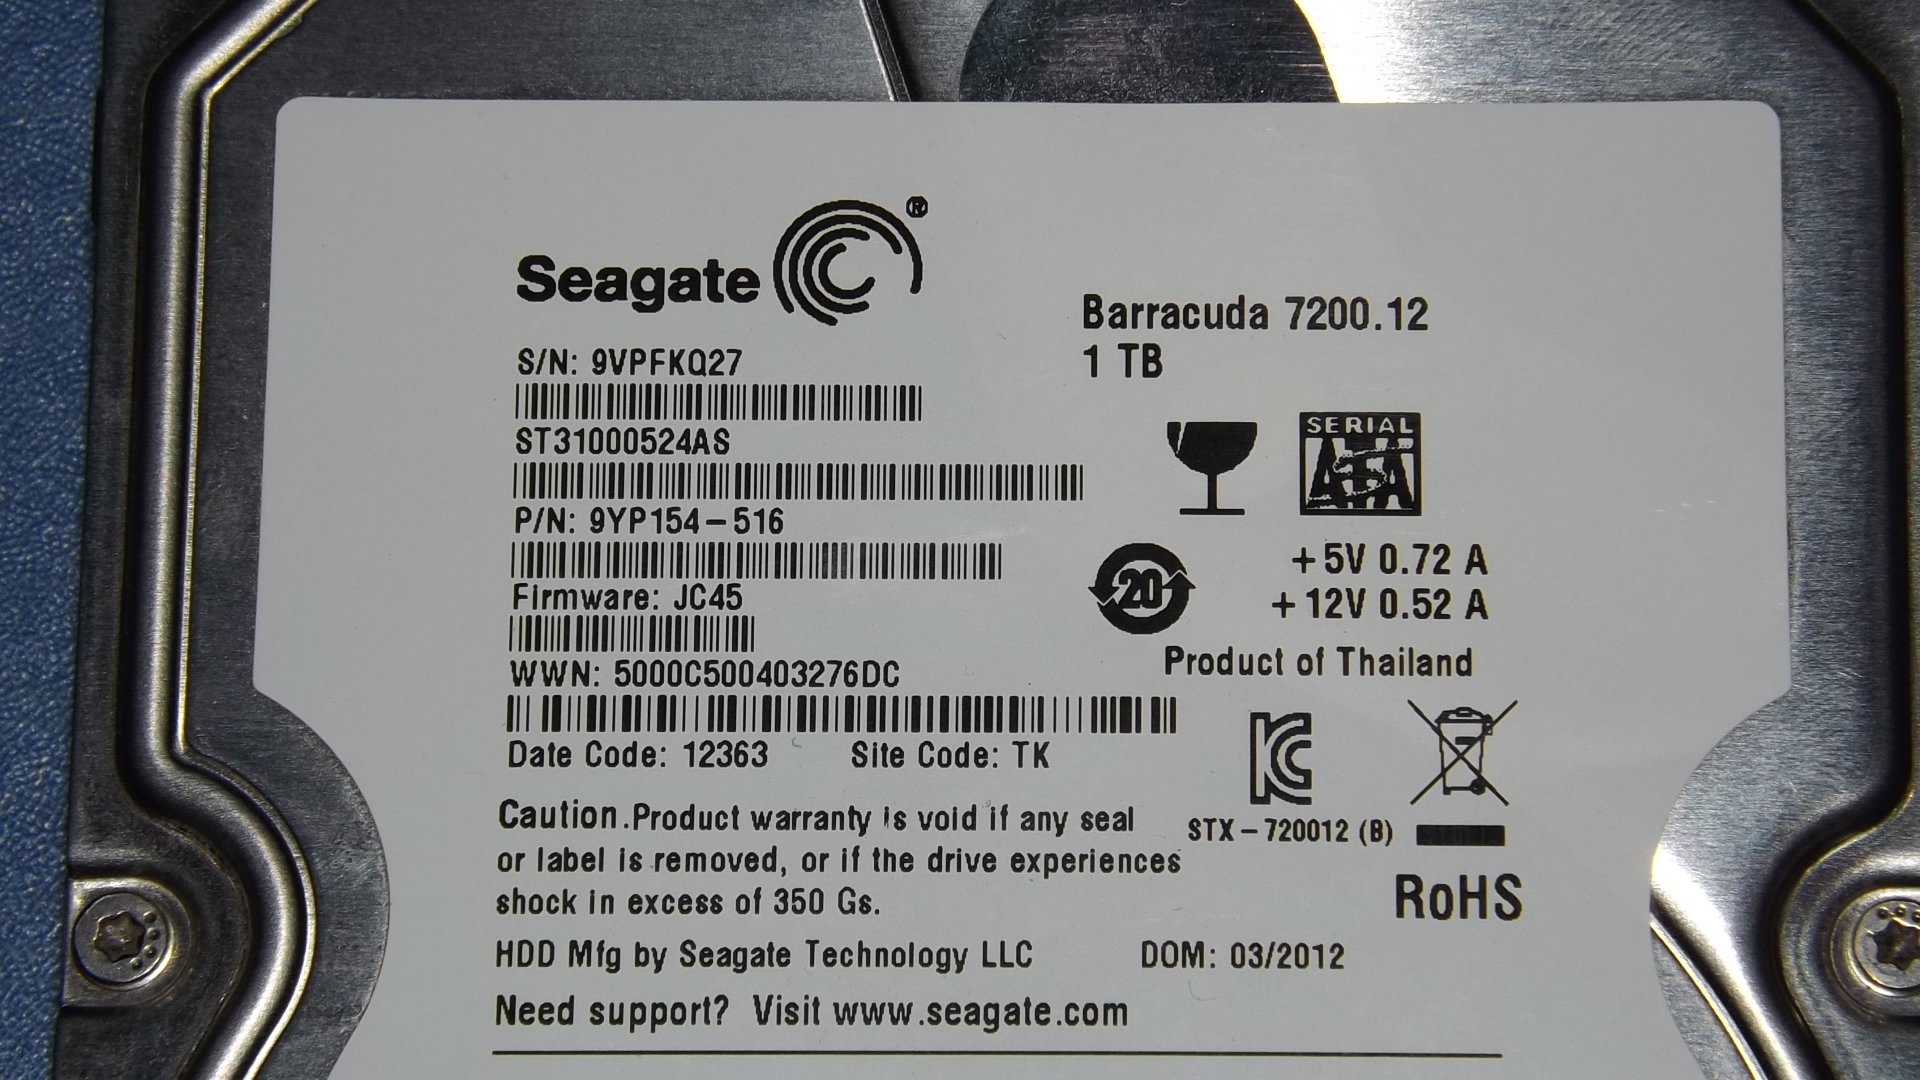 Seagate®
Barracuda 7200.12
1 TB
S/N: 9VPFKQ27
ST31000524AS
SERIAL
ATA
P/N: 9YP154-516
20
+5V 0.72 A
+12V 0.52 A
Firmware: JC45
Product of Thailand
WWN: 5000C500403276DC
Date Code: 12363 Site Code: TK
STX-720012 (B)
Caution.Product warranty is void if any seal
or label is removed, or if the drive experiences
shock in excess of 350 Gs.
RoHS
HDD Mfg by Seagate Technology LLC DOM: 03/2012
Need support? Visit www.seagate.com